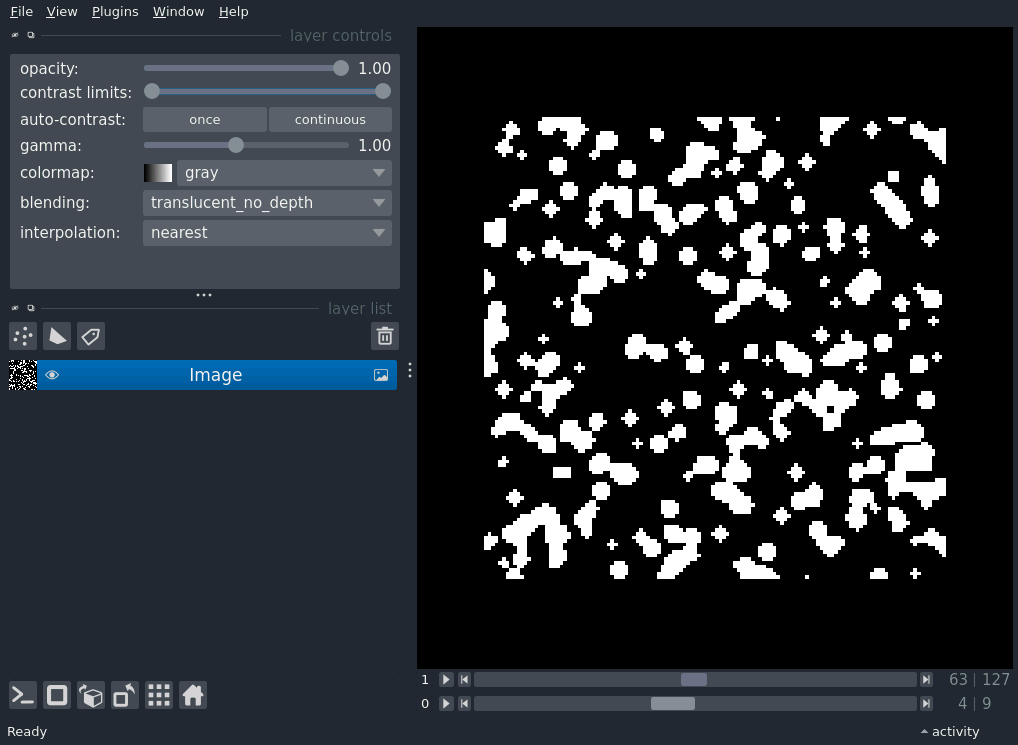 File View Plugins Window Help
layer controls
opacity: 1.00
contrast limits:
auto-contrast: once continuous
gamma: 1.00
colormap: gray
blending: translucent_no_depth
interpolation: nearest
layer list
Image
1 63 | 127
0 4 | 9
Ready activity